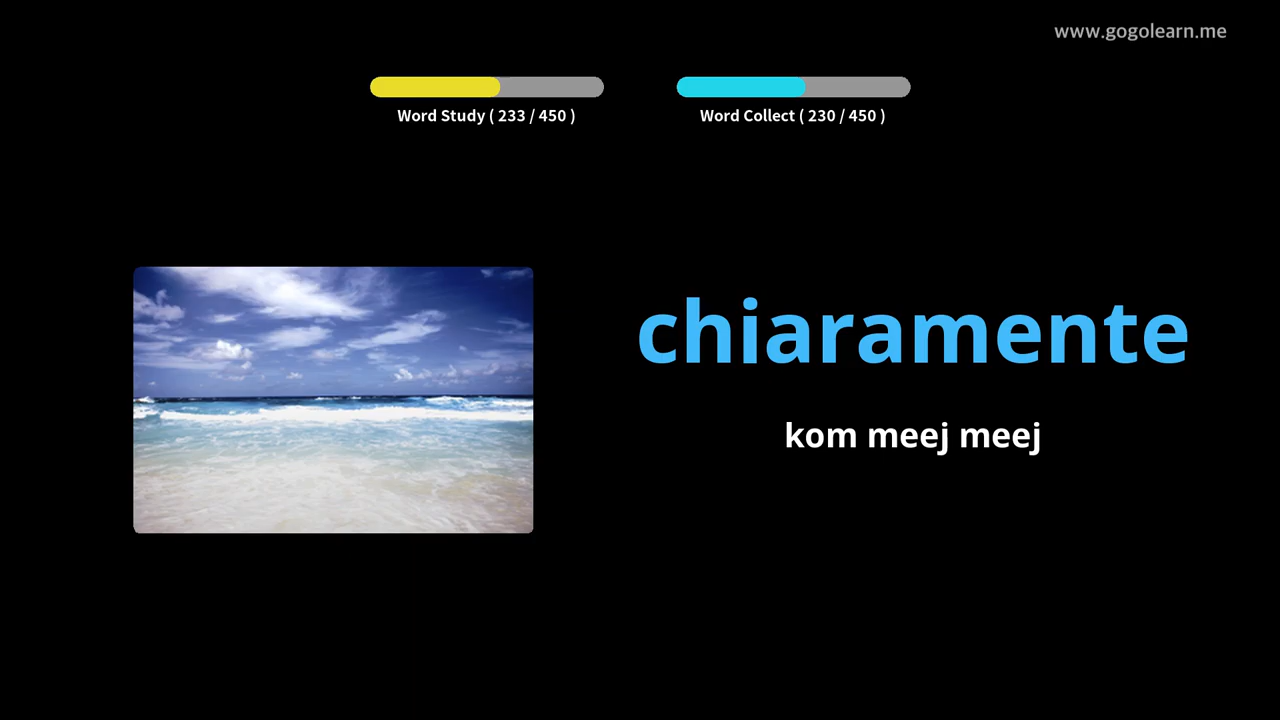 www.gogolearn.me
Word Study ( 233 / 450 )
Word Collect ( 230 / 450 )
chiaramente
kom meej meej